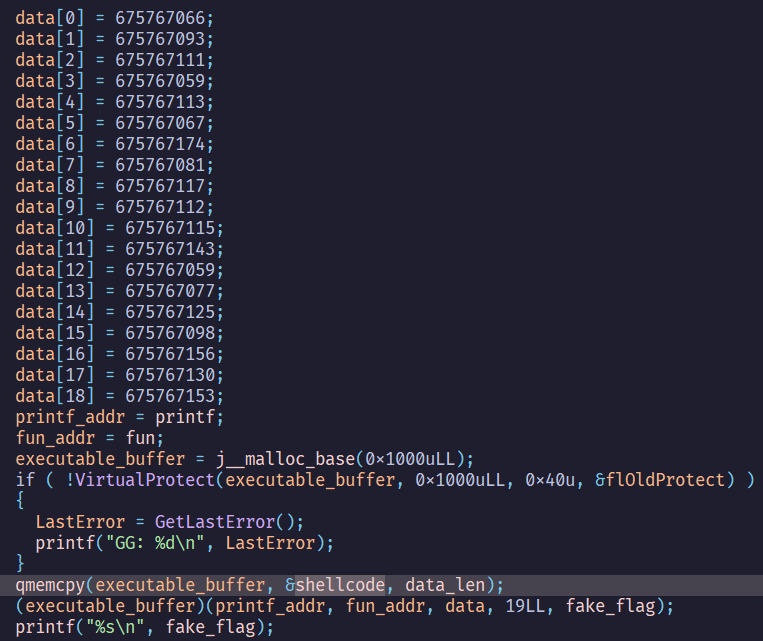 data[0] = 675767066;
data[1] = 675767093;
data[2] = 675767111;
data[3] = 675767059;
data[4] = 675767113;
data[5] = 675767067;
data[6] = 675767174;
data[7] = 675767081;
data[8] = 675767117;
data[9] = 675767112;
data[10] = 675767115;
data[11] = 675767143;
data[12] = 675767059;
data[13] = 675767077;
data[14] = 675767125;
data[15] = 675767098;
data[16] = 675767156;
data[17] = 675767130;
data[18] = 675767153;
printf_addr = printf;
fun_addr = fun;
executable_buffer = j__malloc_base(0×1000uLL);
if ( !VirtualProtect(executable_buffer, 0×1000uLL, 0×40u, &flOldProtect) )
{
  LastError = GetLastError();
  printf("GG: %d\n", LastError);
}
qmemcpy(executable_buffer, &shellcode, data_len);
(executable_buffer)(printf_addr, fun_addr, data, 19LL, fake_flag);
printf("%s\n", fake_flag);